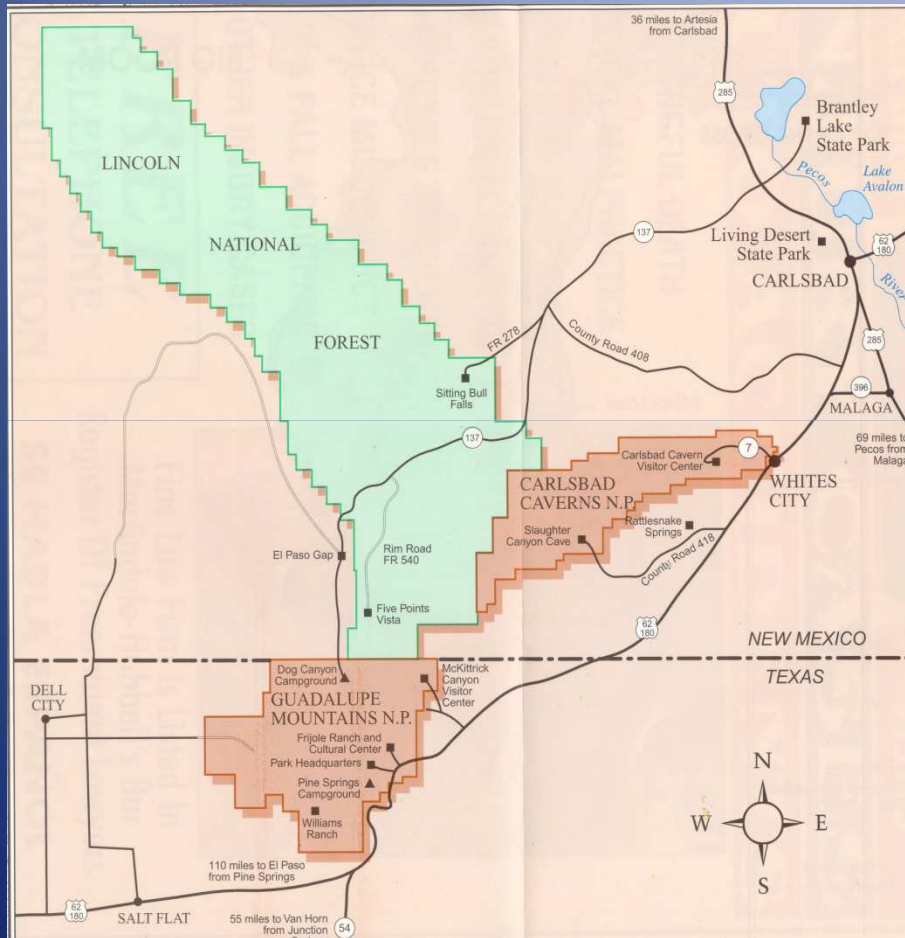 36 miles to Artesia
from Carlsbad
285
Brantley
Lake
State Park
Pecos
Lake
Avalon
LINCOLN
NATIONAL
FOREST
137
Living Desert
State Park
62
180
CARLSBAD
River
FR 278
County Road 408
285
Sitting Bull
Falls
396
MALAGA
137
69 miles to
Pecos from
Malaga
Carlsbad Cavern
Visitor Center
7
WHITES
CITY
CARLSBAD
CAVERNS N.P.
Slaughter
Canyon Cave
Rattlesnake
Springs
County Road 418
El Paso Gap
Rim Road
FR 540
Five Points
Vista
62
180
NEW MEXICO
TEXAS
Dog Canyon
Campground
McKittrick
Canyon
Visitor
Center
DELL
CITY
GUADALUPE
MOUNTAINS N.P.
Frijole Ranch and
Cultural Center
Park Headquarters
Pine Springs
Campground
Williams
Ranch
N
W
E
S
110 miles to El Paso
from Pine Springs
62
180
SALT FLAT
55 miles to Van Horn
from Junction
54